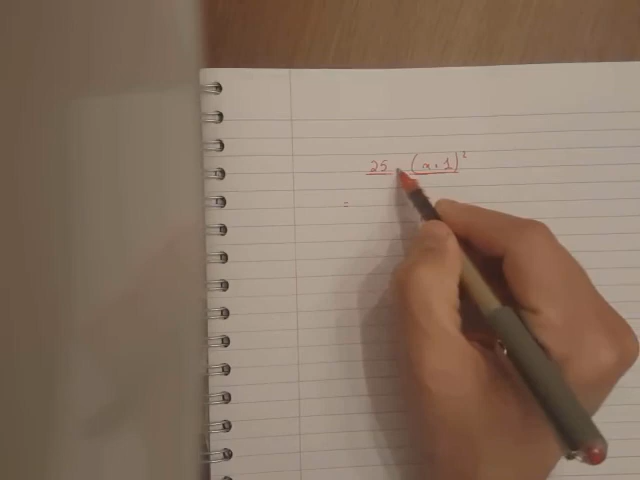 25 - (x+1)²
=